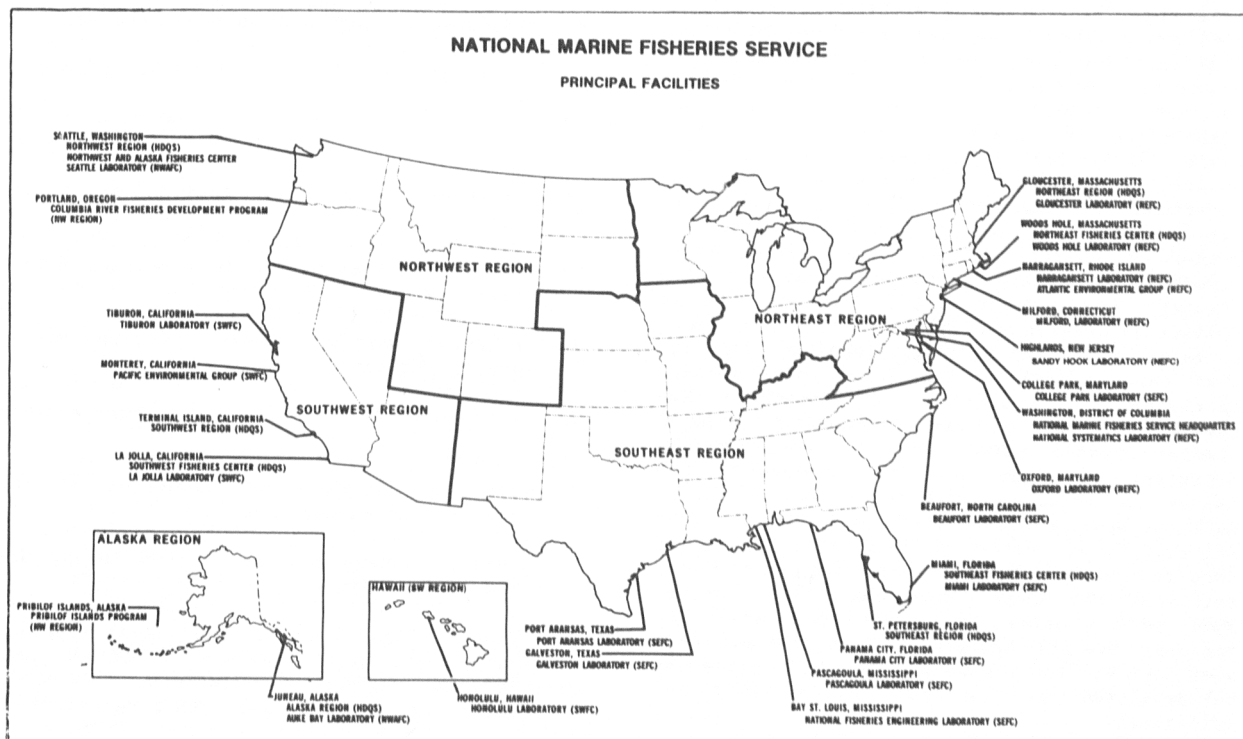 NATIONAL MARINE FISHERIES SERVICE
PRINCIPAL FACILITIES
SEATTLE, WASHINGTON
NORTHWEST REGION (HDQS)
NORTHWEST AND ALASKA FISHERIES CENTER
SEATTLE LABORATORY (NWAFC)
PORTLAND, OREGON
COLUMBIA RIVER FISHERIES DEVELOPMENT PROGRAM
(NW REGION)
TIBURON, CALIFORNIA
TIBURON LABORATORY (SWFC)
MONTEREY, CALIFORNIA
PACIFIC ENVIRONMENTAL GROUP (SWFC)
TERMINAL ISLAND, CALIFORNIA
SOUTHWEST REGION (HDQS)
LA JOLLA, CALIFORNIA
SOUTHWEST FISHERIES CENTER (HDQS)
LA JOLLA LABORATORY (SWFC)
NORTHWEST REGION
SOUTHWEST REGION
NORTHEAST REGION
SOUTHEAST REGION
GLOUCESTER, MASSACHUSETTS
NORTHEAST REGION (HDQS)
GLOUCESTER LABORATORY (NEFC)
WOODS HOLE, MASSACHUSETTS
NORTHEAST FISHERIES CENTER (HDQS)
WOODS HOLE LABORATORY (NEFC)
NARRAGANSETT, RHODE ISLAND
NARRAGANSETT LABORATORY (NEFC)
ATLANTIC ENVIRONMENTAL GROUP (NEFC)
MILFORD, CONNECTICUT
MILFORD, LABORATORY (NEFC)
HIGHLANDS, NEW JERSEY
SANDY HOOK LABORATORY (NEFC)
COLLEGE PARK, MARYLAND
COLLEGE PARK LABORATORY (SEFC)
WASHINGTON, DISTRICT OF COLUMBIA
NATIONAL MARINE FISHERIES SERVICE HEADQUARTERS
NATIONAL SYSTEMATICS LABORATORY (NEFC)
OXFORD, MARYLAND
OXFORD LABORATORY (NEFC)
BEAUFORT, NORTH CAROLINA
BEAUFORT LABORATORY (SEFC)
MIAMI, FLORIDA
SOUTHEAST FISHERIES CENTER (HDQS)
MIAMI LABORATORY (SEFC)
ST. PETERSBURG, FLORIDA
SOUTHEAST REGION (HDQS)
PANAMA CITY, FLORIDA
PANAMA CITY LABORATORY (SEFC)
PASCAGOULA, MISSISSIPPI
PASCAGOULA LABORATORY (SEFC)
BAY ST. LOUIS, MISSISSIPPI
NATIONAL FISHERIES ENGINEERING LABORATORY (SEFC)
PORT ARANSAS, TEXAS
PORT ARANSAS LABORATORY (SEFC)
GALVESTON, TEXAS
GALVESTON LABORATORY (SEFC)
ALASKA REGION
PRIBILOF ISLANDS, ALASKA
PRIBILOF ISLANDS PROGRAM
(NW REGION)
JUNEAU, ALASKA
ALASKA REGION (HDQS)
AUKE BAY LABORATORY (NWAFC)
HAWAII (SW REGION)
HONOLULU, HAWAII
HONOLULU LABORATORY (SWFC)